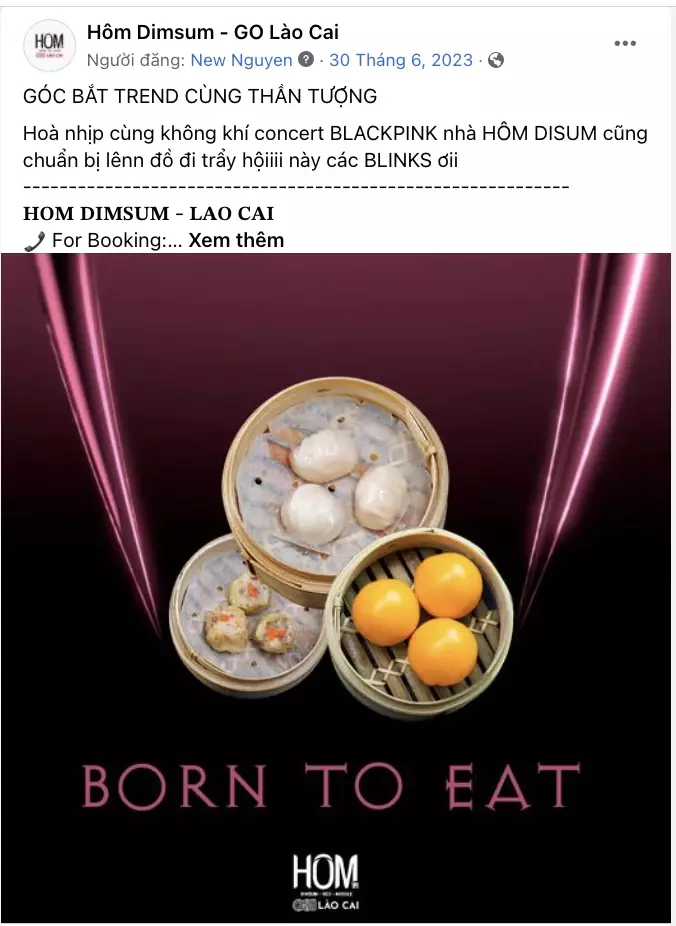 HOM
LÀO CAI
Hôm Dimsum - GO Lào Cai
Người đăng: New Nguyen · 30 Tháng 6, 2023 ·
GÓC BẮT TREND CÙNG THẦN TƯỢNG
Hoà nhịp cùng không khí concert BLACKPINK nhà HÔM DISUM cũng
chuẩn bị lênn đồ đi trẩy hộiiii này các BLINKS ơii
------------------------------------------------------------
HOM DIMSUM - LAO CAI
For Booking:... Xem thêm
BORN TO EAT
HOM
DIMSUM - RICE - NOODLE
LÀO CAI